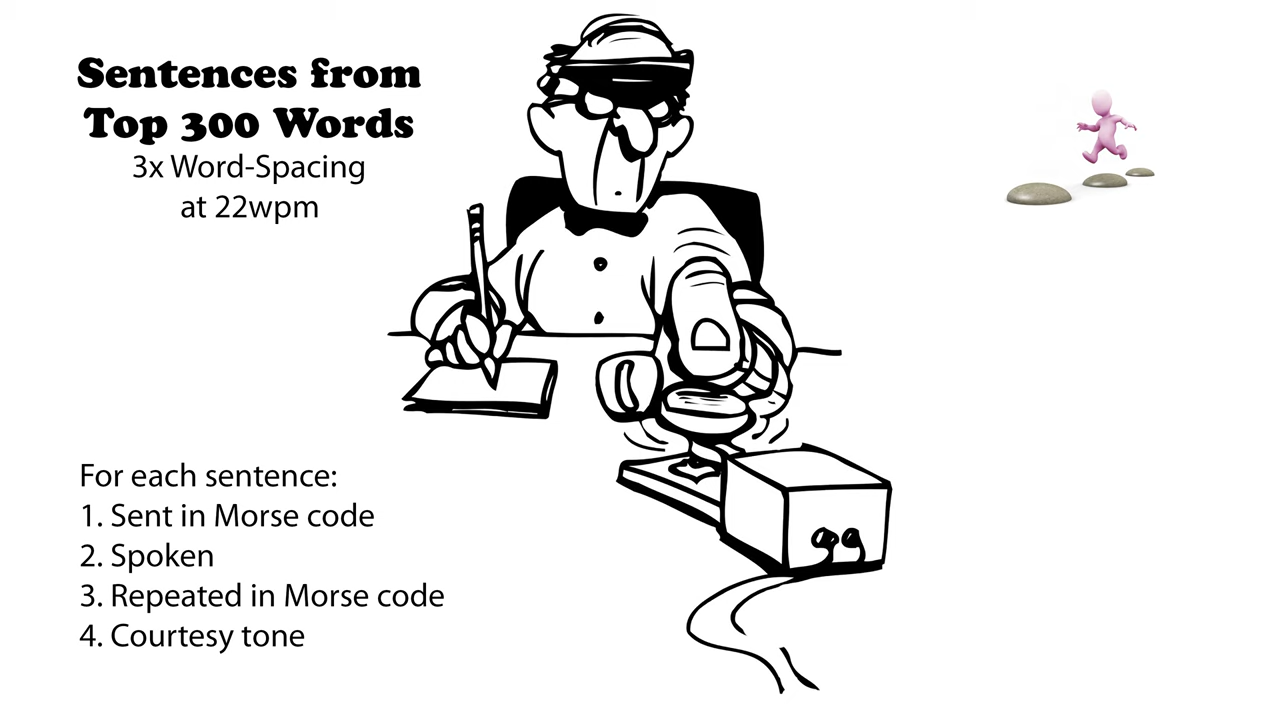 Sentences from
Top 300 Words
3x Word-Spacing
at 22wpm
For each sentence:
1. Sent in Morse code
2. Spoken
3. Repeated in Morse code
4. Courtesy tone